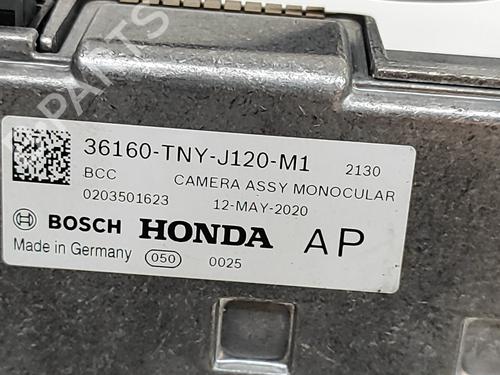 B-PARTS
36160-TNY-J120-M1 2130
BCC CAMERA ASSY MONOCULAR
0203501623 12-MAY-2020
BOSCH HONDA AP
Made in Germany 050 0025